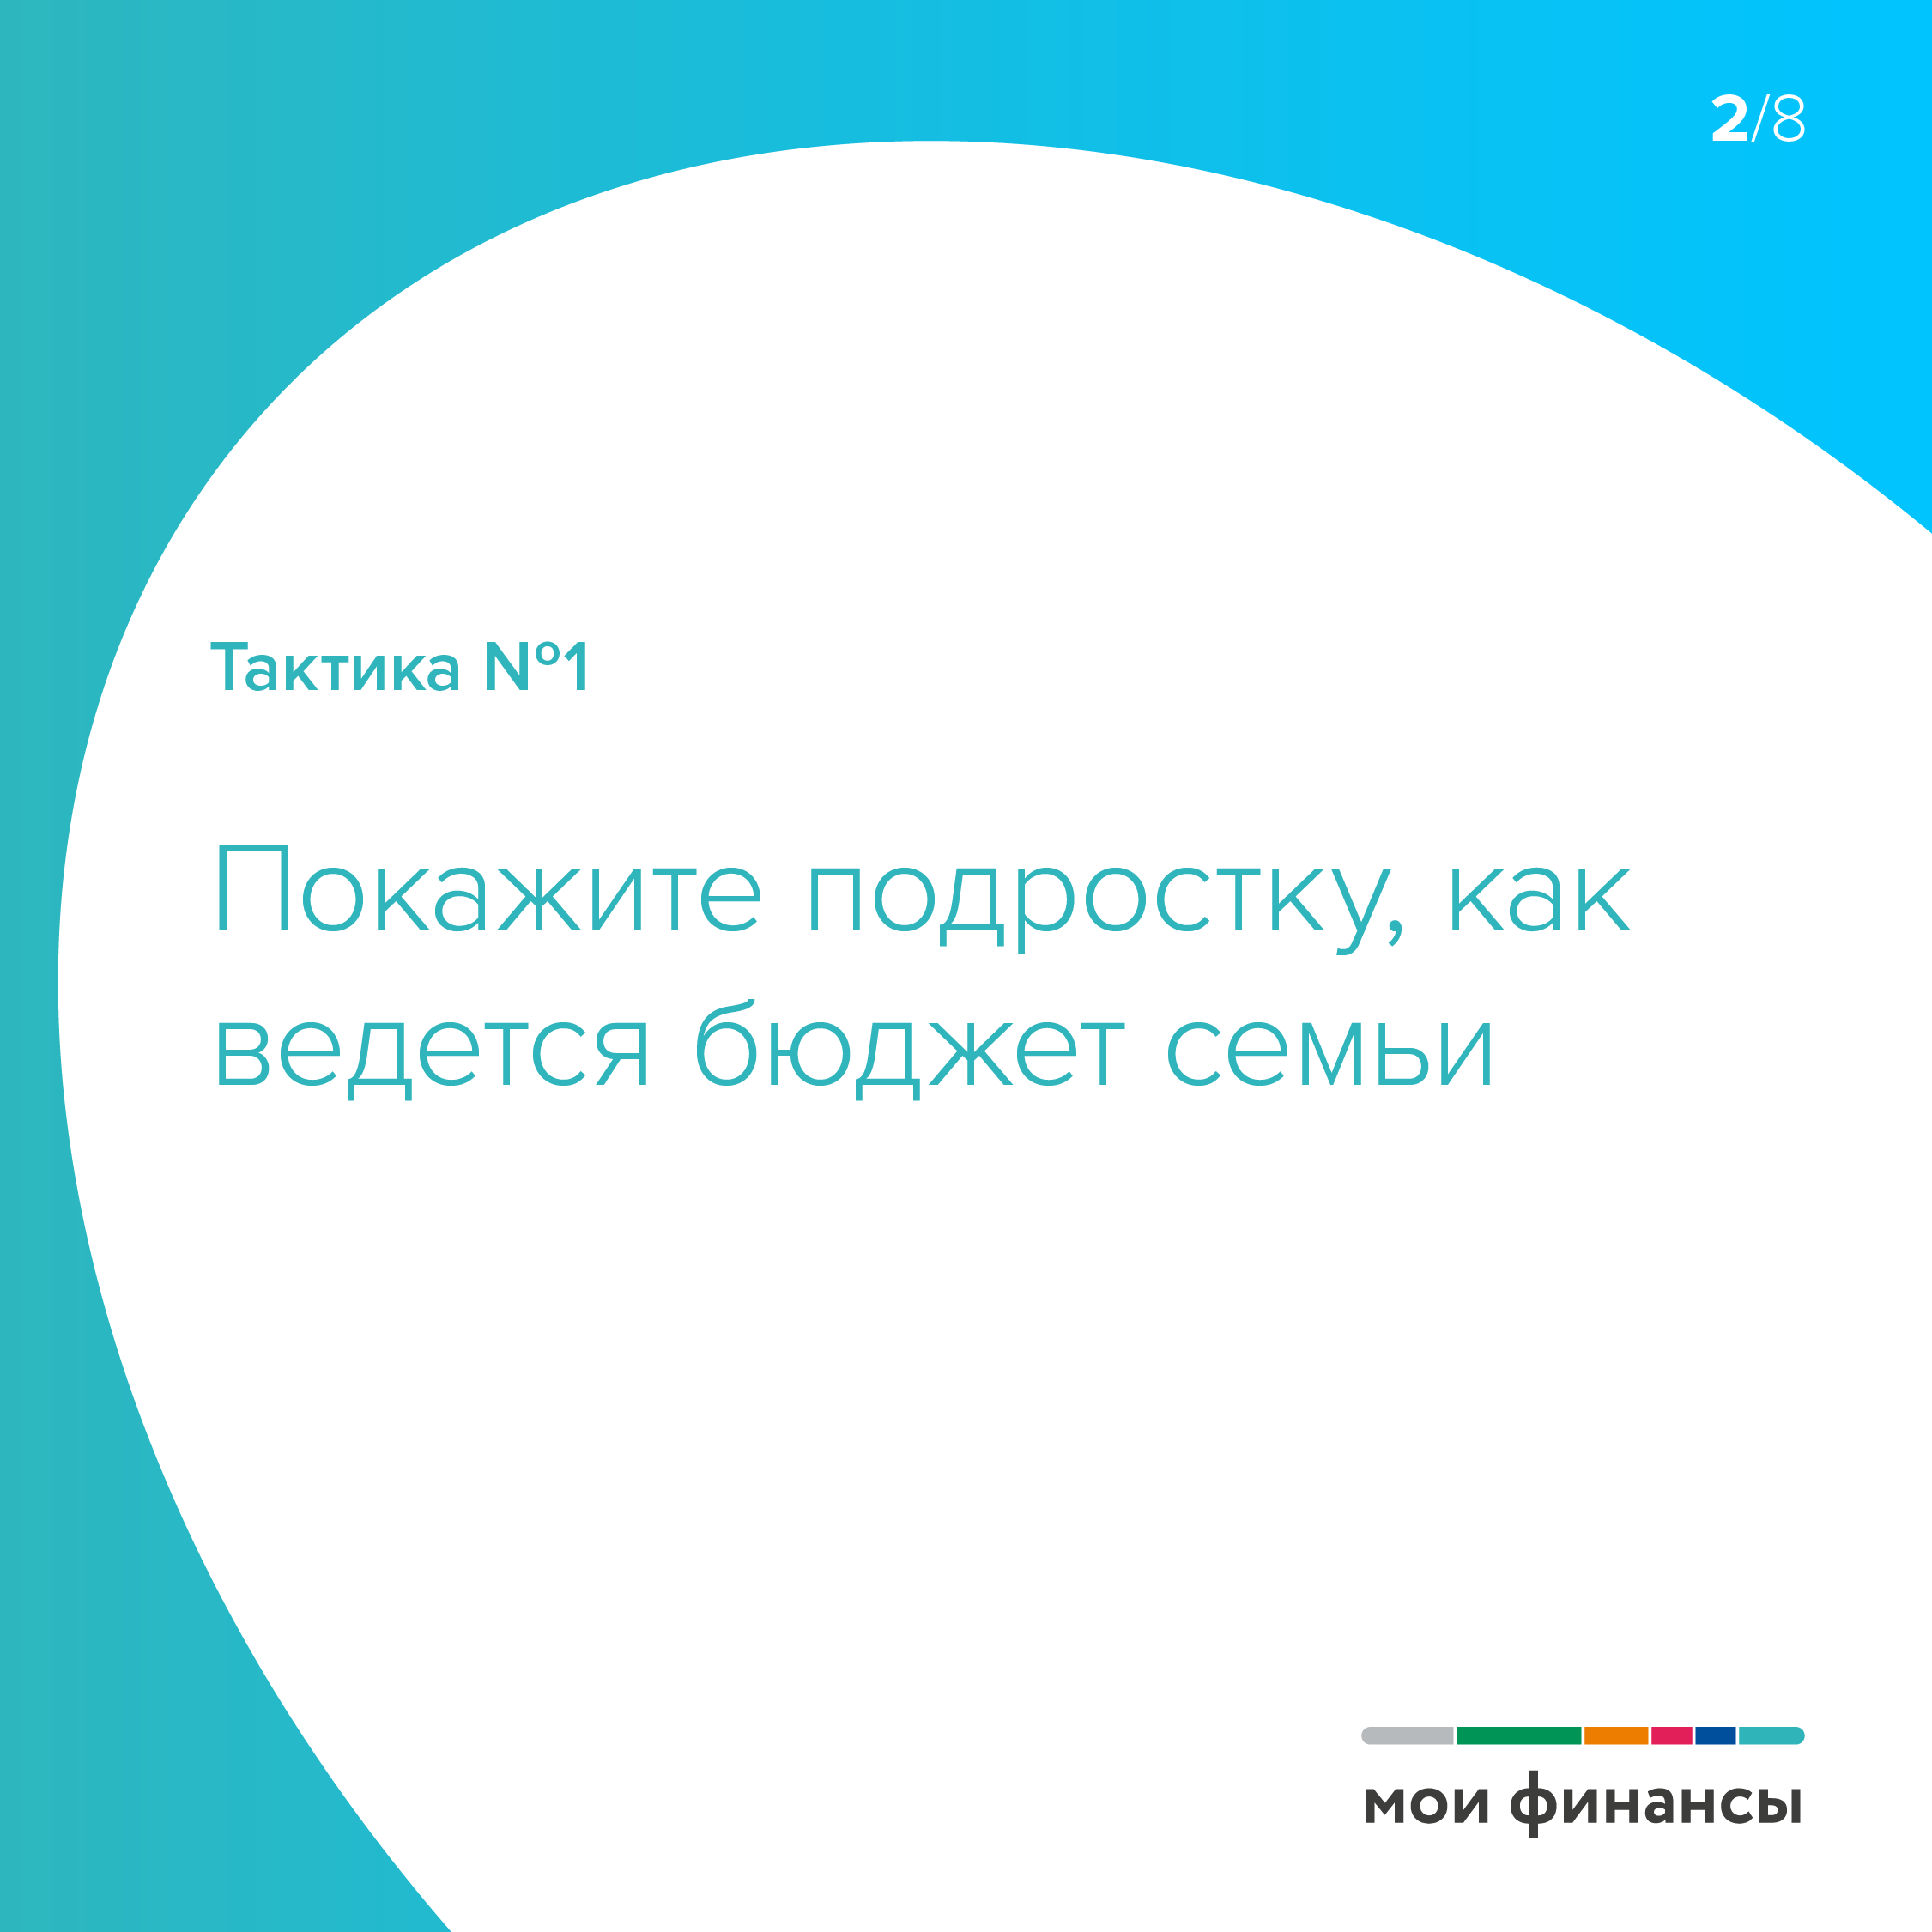 2/8
Тактика №1
Покажите подростку, как
ведется бюджет семьи
мои финансы